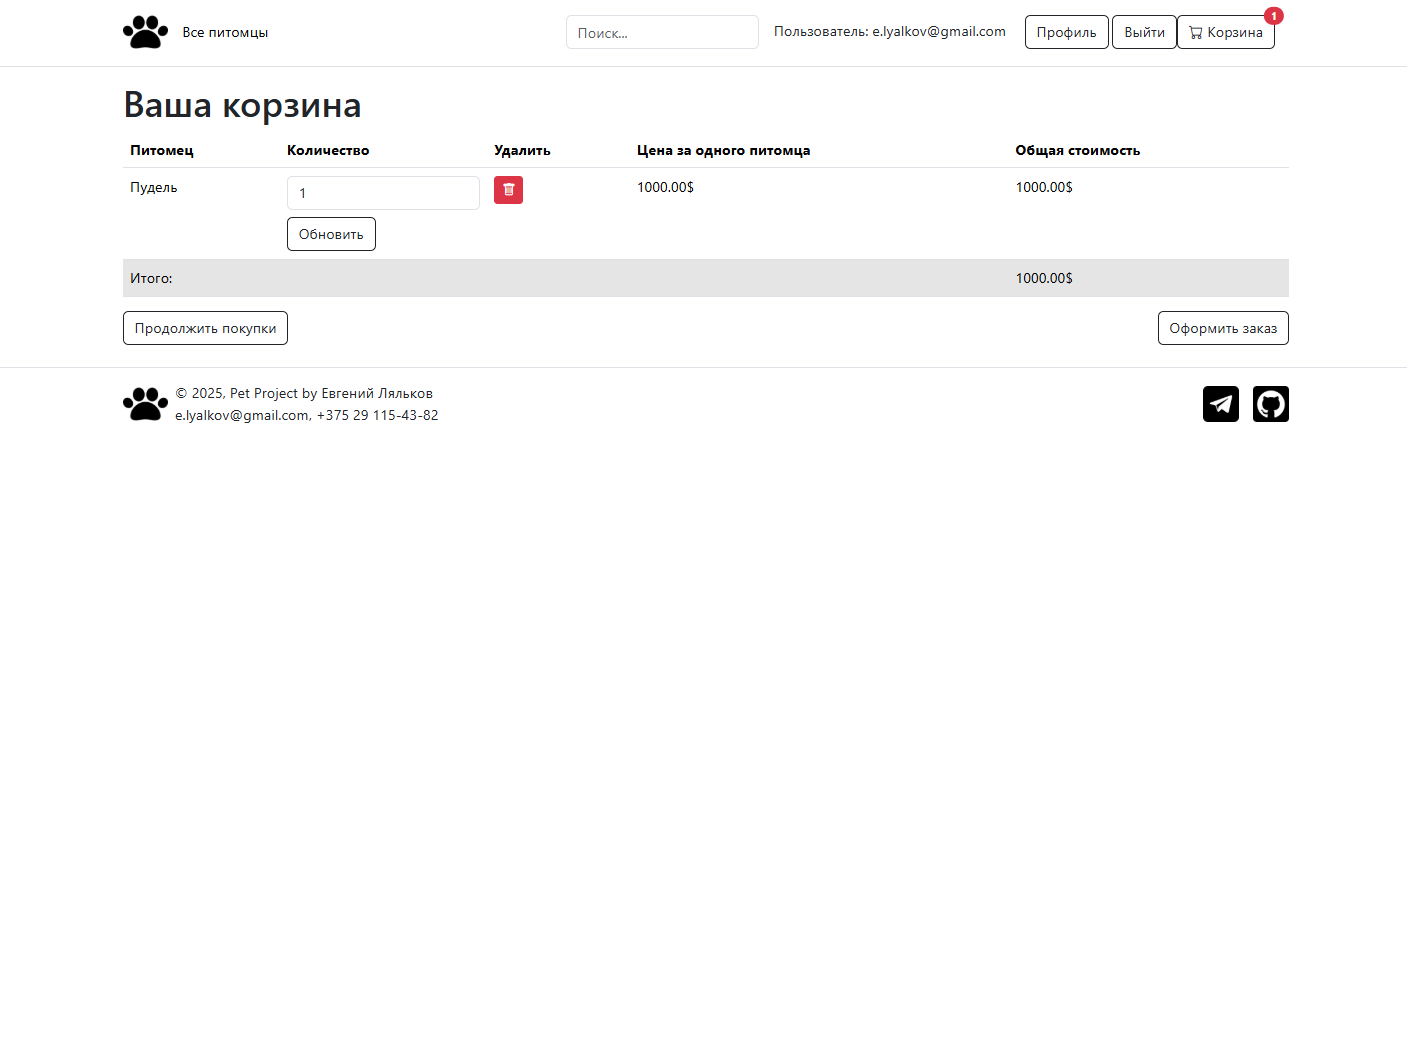 Все питомцы
Поиск...
Пользователь: e.lyalkov@gmail.com
Профиль
Выйти
Корзина
1
Ваша корзина
Питомец Количество Удалить Цена за одного питомца Общая стоимость
Пудель 1 1000.00$ 1000.00$
Обновить
Итого: 1000.00$
Продолжить покупки
Оформить заказ
© 2025, Pet Project by Евгений Ляльков
e.lyalkov@gmail.com, +375 29 115-43-82